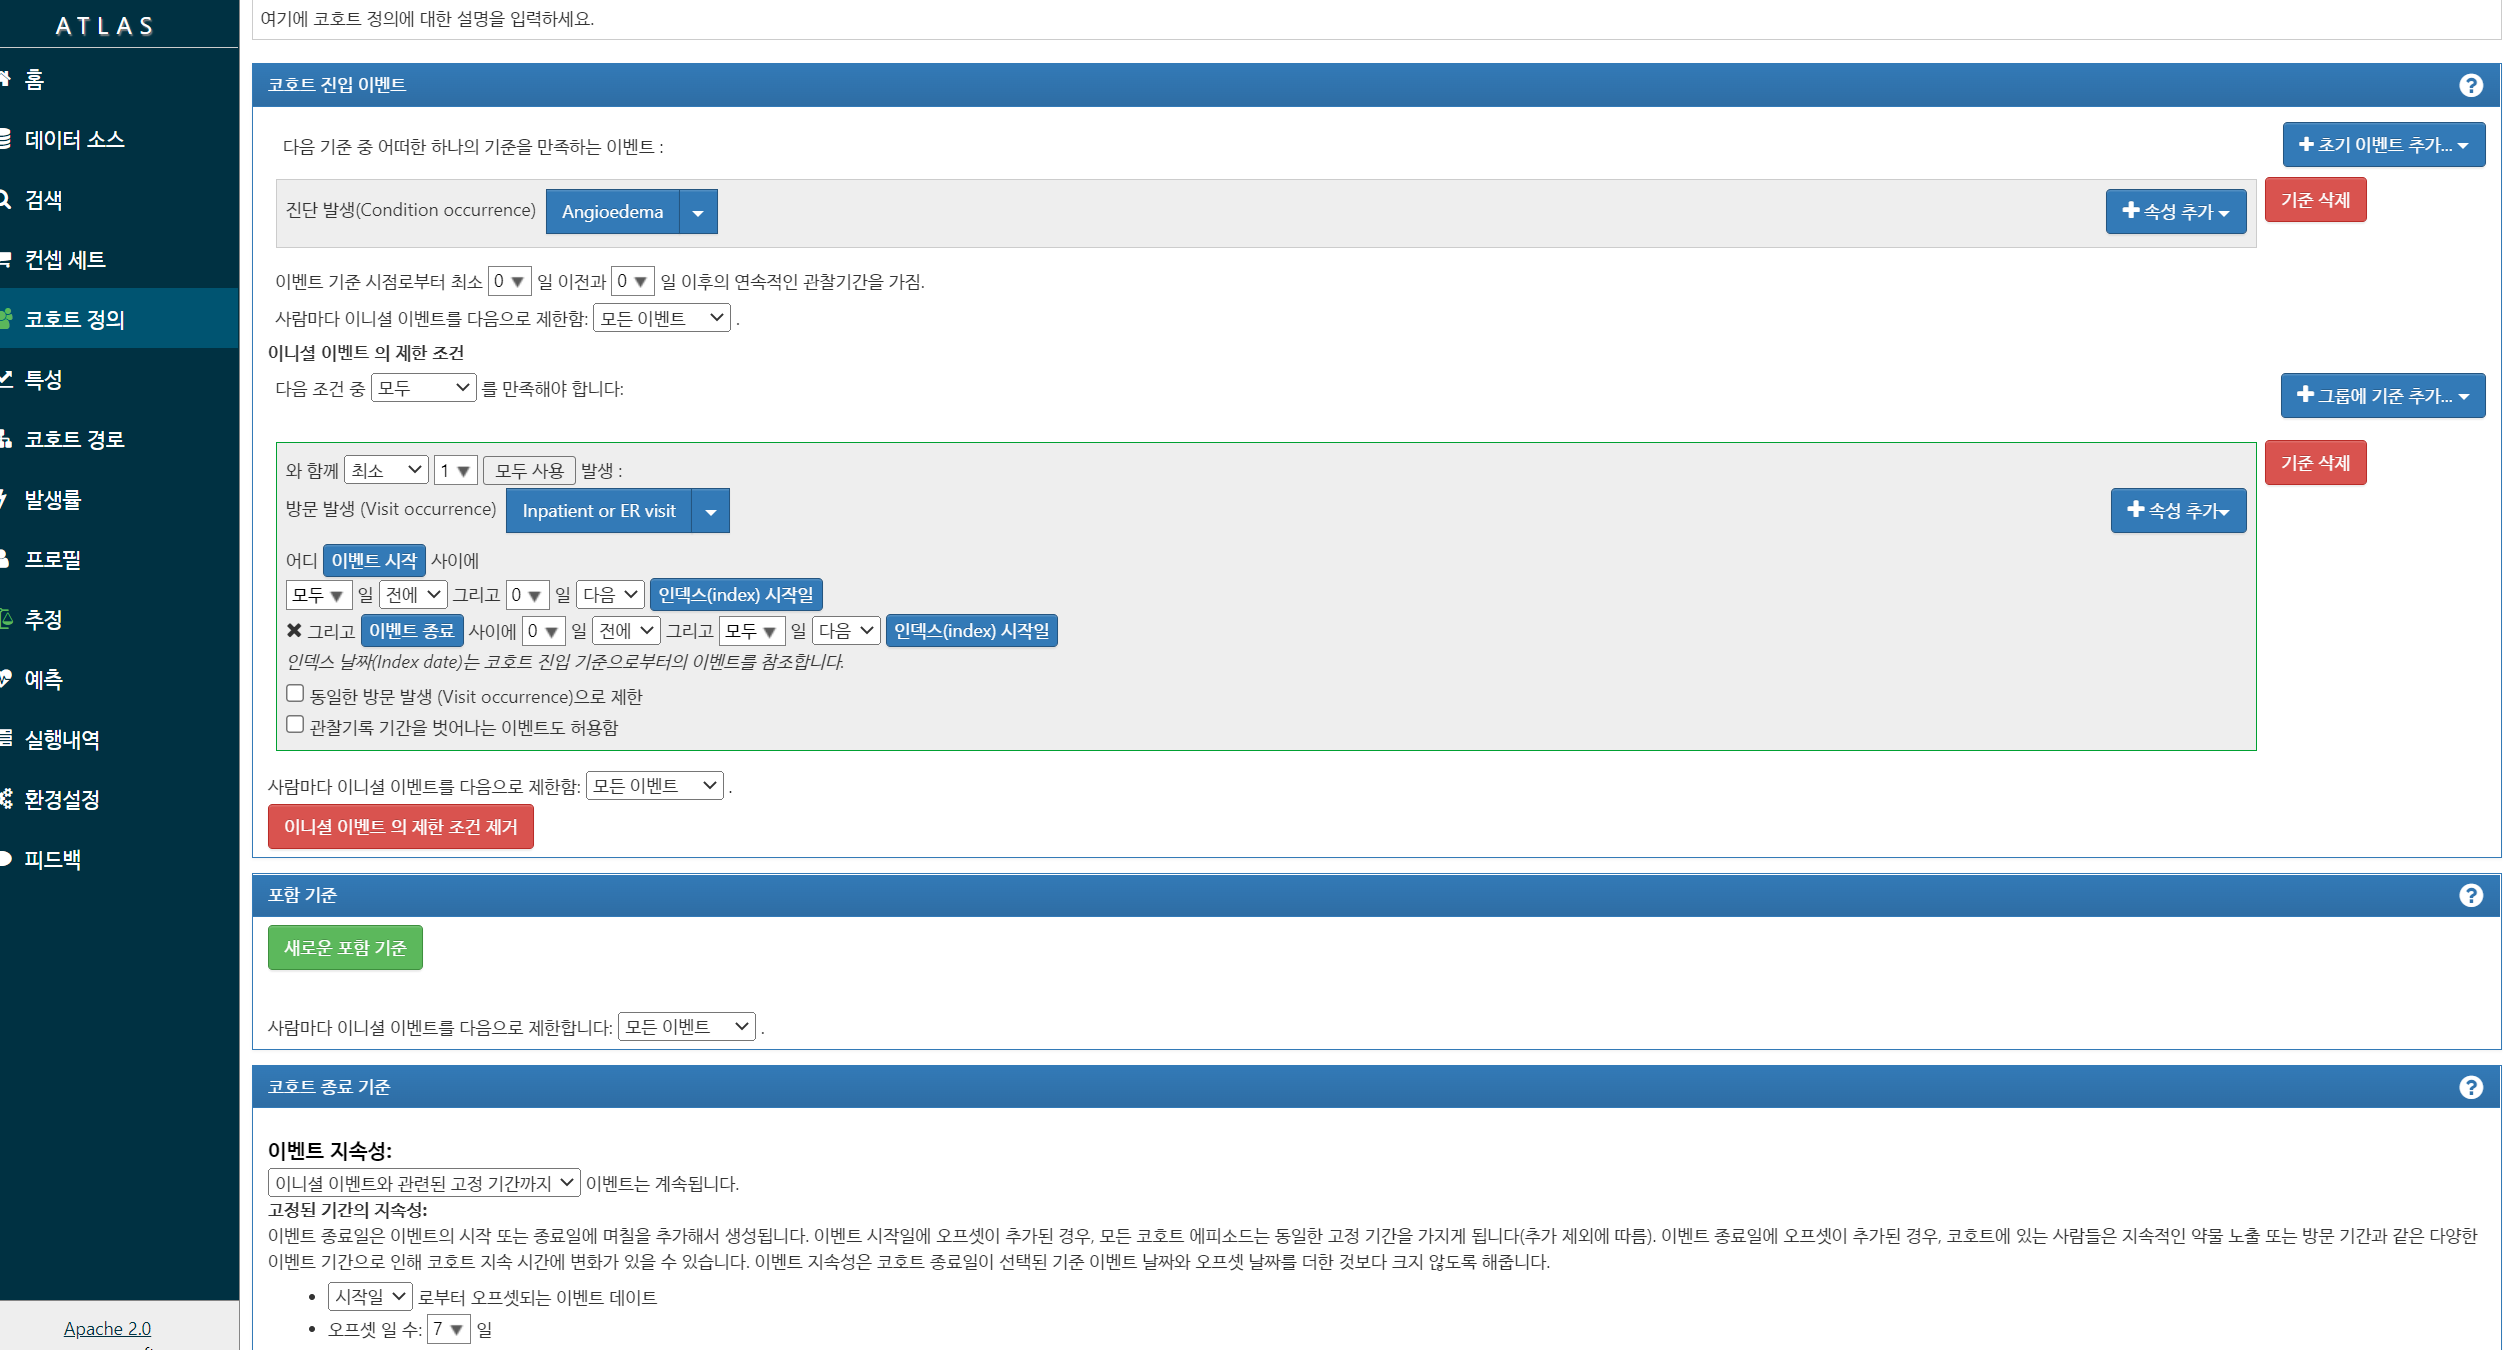 ATLAS
홈
데이터 소스
검색
컨셉 세트
코호트 정의
특성
코호트 경로
발생률
프로필
추정
예측
실행내역
환경설정
피드백
Apache 2.0
여기에 코호트 정의에 대한 설명을 입력하세요.
코호트 진입 이벤트
다음 기준 중 어떠한 하나의 기준을 만족하는 이벤트 :
초기 이벤트 추가...
진단 발생(Condition occurrence) Angioedema 속성 추가 기준 삭제
이벤트 기준 시점로부터 최소 0 일 이전과 0 일 이후의 연속적인 관찰기간을 가짐.
사람마다 이니셜 이벤트를 다음으로 제한함: 모든 이벤트 .
이니셜 이벤트 의 제한 조건
다음 조건 중 모두 를 만족해야 합니다:
그룹에 기준 추가...
와 함께 최소 1 모두 사용 발생 :
기준 삭제
방문 발생 (Visit occurrence) Inpatient or ER visit 속성 추가
어디 이벤트 시작 사이에
모두 일 전에 그리고 0 일 다음 인덱스(index) 시작일
그리고 이벤트 종료 사이에 0 일 전에 그리고 모두 일 다음 인덱스(index) 시작일
인덱스 날짜(Index date)는 코호트 진입 기준으로부터의 이벤트를 참조합니다.
동일한 방문 발생 (Visit occurrence)으로 제한
관찰기록 기간을 벗어나는 이벤트도 허용함
사람마다 이니셜 이벤트를 다음으로 제한함: 모든 이벤트 .
이니셜 이벤트 의 제한 조건 제거
포함 기준
새로운 포함 기준
사람마다 이니셜 이벤트를 다음으로 제한합니다: 모든 이벤트 .
코호트 종료 기준
이벤트 지속성:
이니셜 이벤트와 관련된 고정 기간까지 이벤트는 계속됩니다.
고정된 기간의 지속성:
이벤트 종료일은 이벤트의 시작 또는 종료일에 며칠을 추가해서 생성됩니다. 이벤트 시작일에 오프셋이 추가된 경우, 모든 코호트 에피소드는 동일한 고정 기간을 가지게 됩니다(추가 제외에 따름). 이벤트 종료일에 오프셋이 추가된 경우, 코호트에 있는 사람들은 지속적인 약물 노출 또는 방문 기간과 같은 다양한
이벤트 기간으로 인해 코호트 지속 시간에 변화가 있을 수 있습니다. 이벤트 지속성은 코호트 종료일이 선택된 기준 이벤트 날짜와 오프셋 날짜를 더한 것보다 크지 않도록 해줍니다.
시작일 로부터 오프셋되는 이벤트 데이트
오프셋 일 수: 7 일